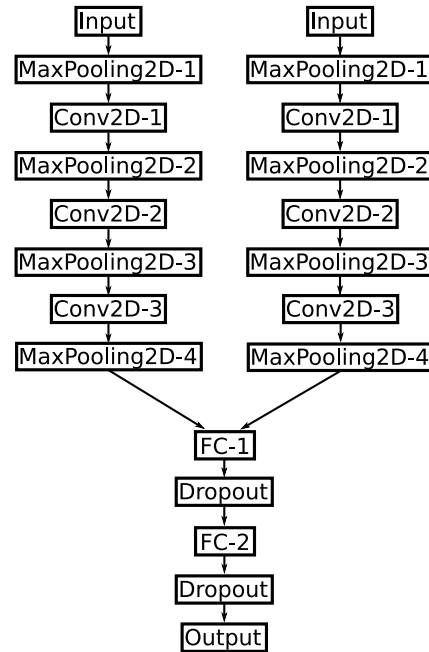 Input
MaxPooling2D-1
Conv2D-1
MaxPooling2D-2
Conv2D-2
MaxPooling2D-3
Conv2D-3
MaxPooling2D-4
Input
MaxPooling2D-1
Conv2D-1
MaxPooling2D-2
Conv2D-2
MaxPooling2D-3
Conv2D-3
MaxPooling2D-4
FC-1
Dropout
FC-2
Dropout
Output